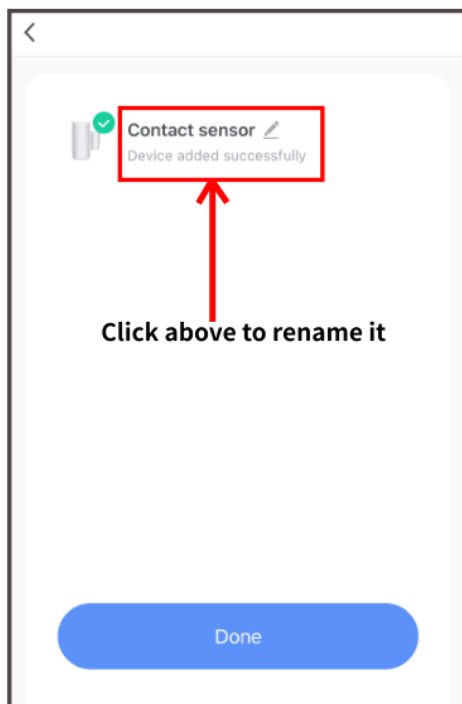 Contact sensor
Device added successfully
Click above to rename it
Done